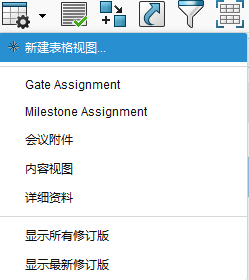 新建表格视图...
Gate Assignment
Milestone Assignment
会议附件
内容视图
详细资料
显示所有修订版
显示最新修订版